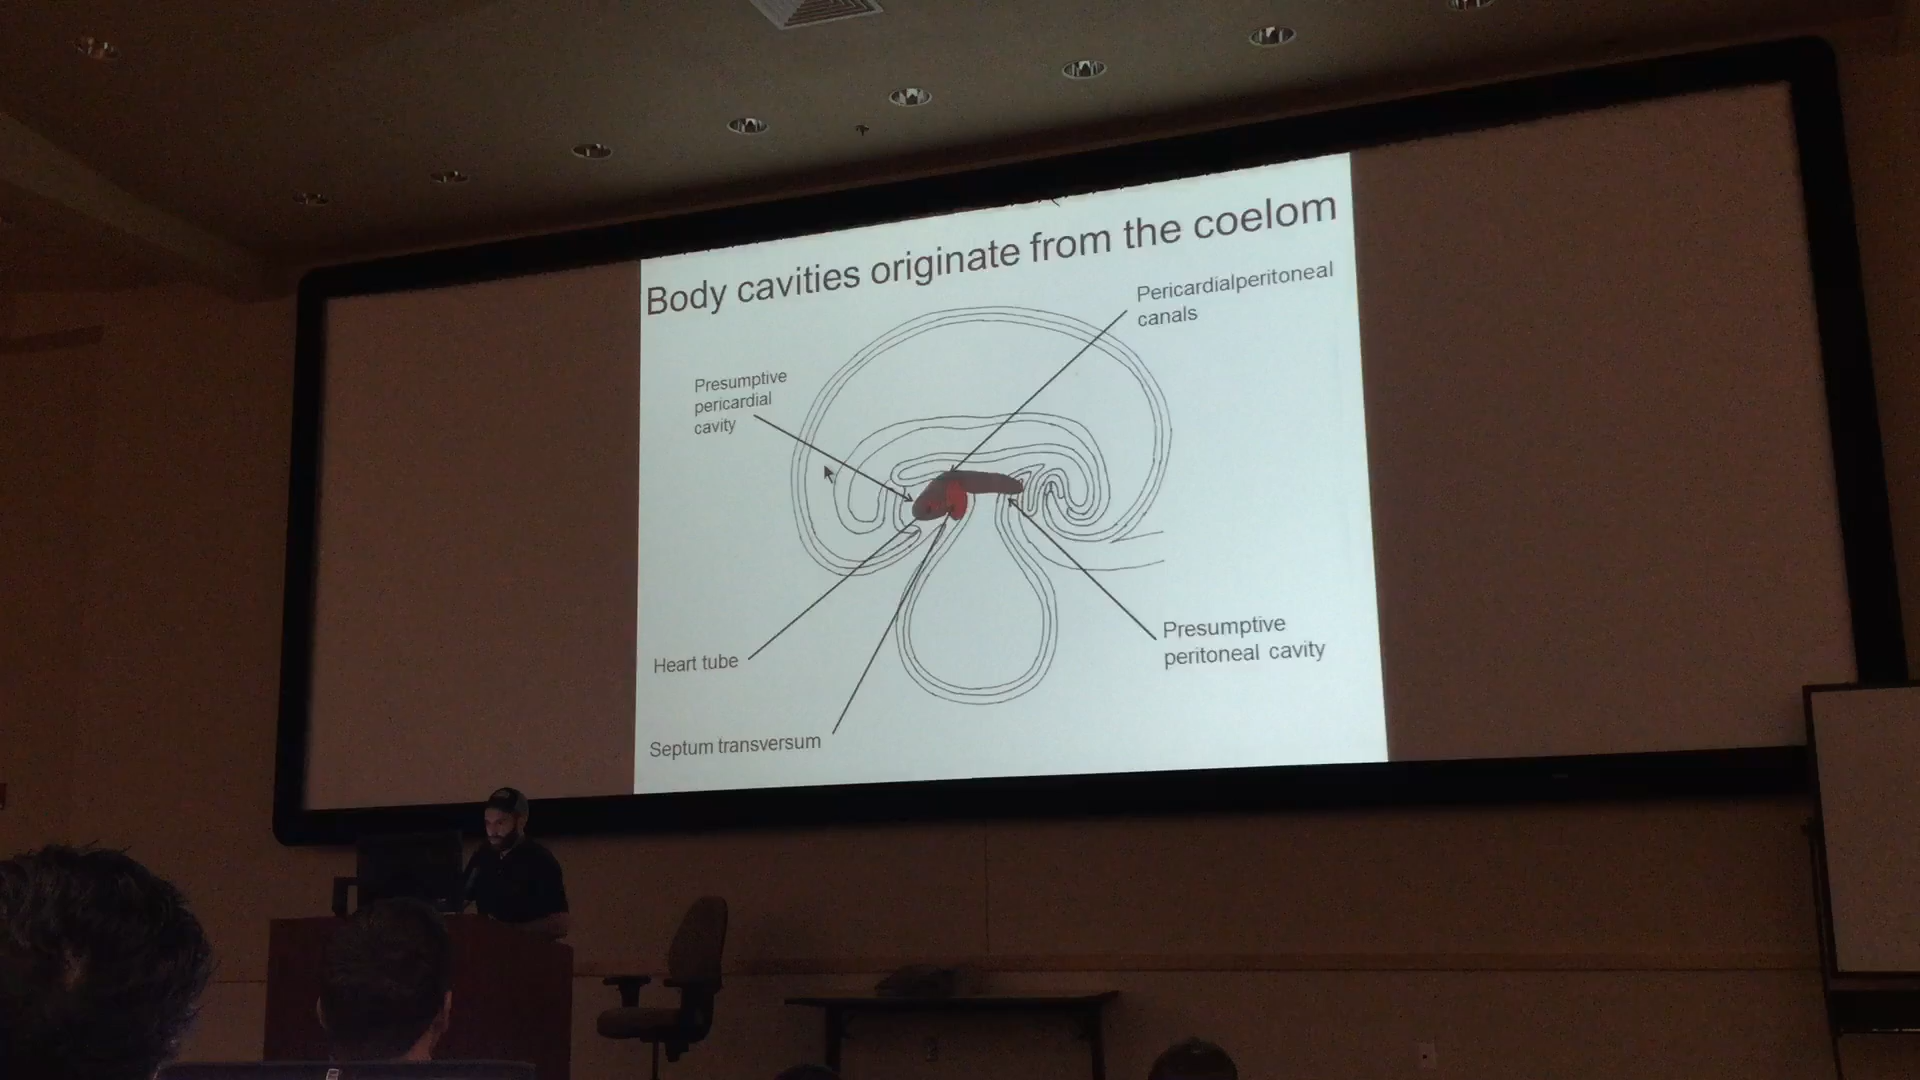 Body cavities originate from the coelom
Pericardialperitoneal
canals
Presumptive
pericardial
cavity
Heart tube
Septum transversum
Presumptive
peritoneal cavity